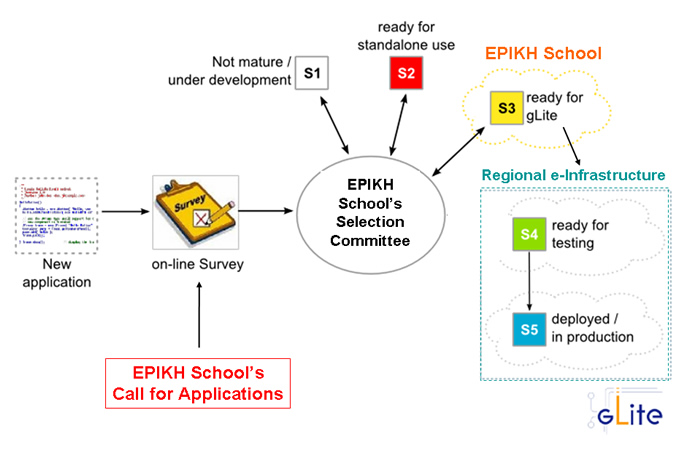 ready for
standalone use
Not mature /
under development
S1
S2
EPIKH School
S3
ready for
gLite
EPIKH
School's
Selection
Committee
Regional e-Infrastructure
Survey
New
application
on-line Survey
S4
ready for
testing
S5
deployed /
in production
EPIKH School's
Call for Applications
gLite